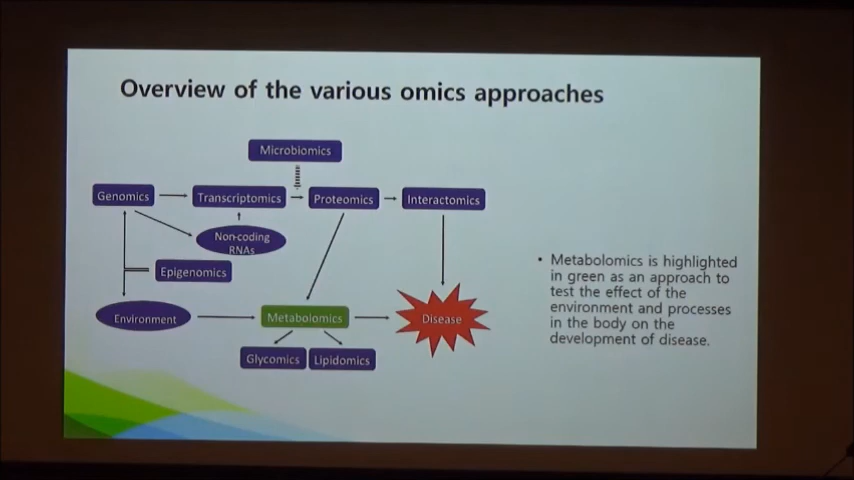 Overview of the various omics approaches
Microbiomics
Genomics
Transcriptomics
Proteomics
Interactomics
Non-coding
RNAs
Epigenomics
Environment
Metabolomics
Disease
Glycomics
Lipidomics
• Metabolomics is highlighted
in green as an approach to
test the effect of the
environment and processes
in the body on the
development of disease.